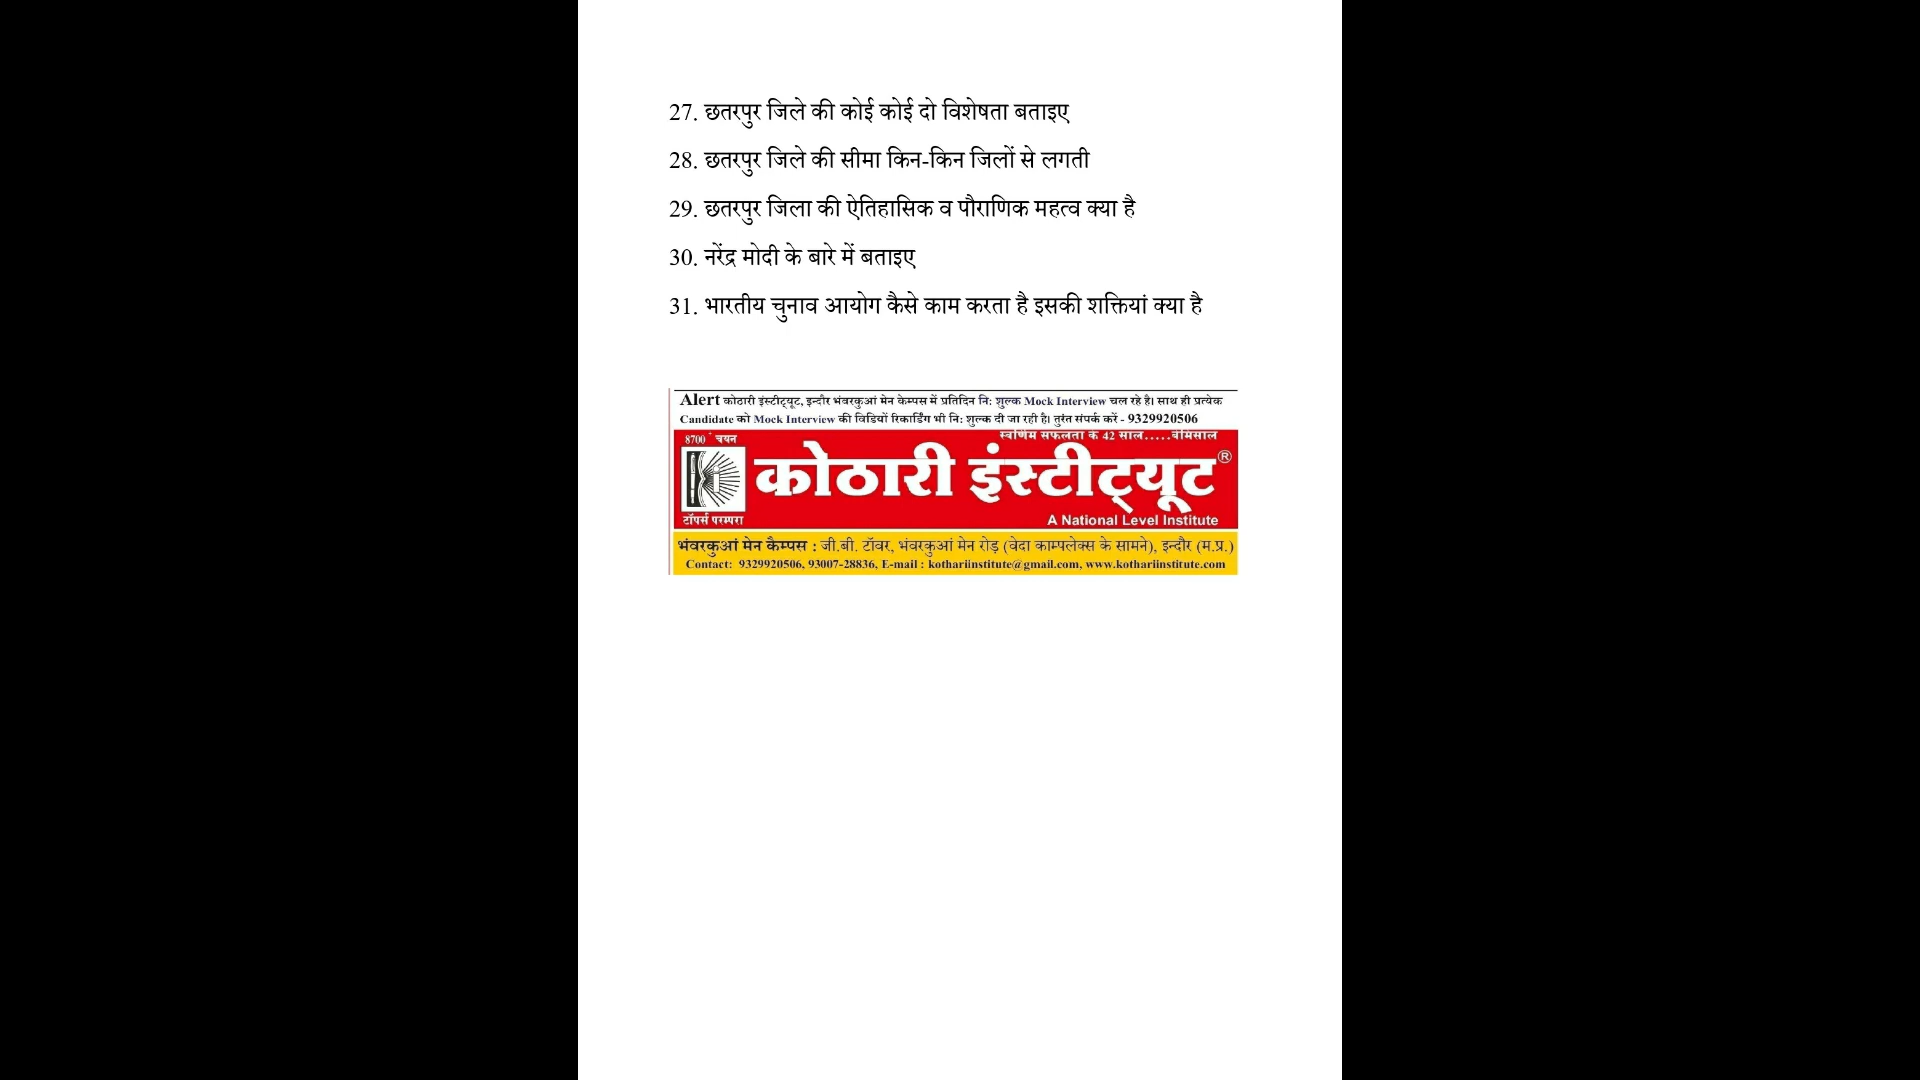 27. छतरपुर जिले की कोई कोई दो विशेषता बताइए
28. छतरपुर जिले की सीमा किन-किन जिलों से लगती
29. छतरपुर जिला की ऐतिहासिक व पौराणिक महत्व क्या है
30. नरेंद्र मोदी के बारे में बताइए
31. भारतीय चुनाव आयोग कैसे काम करता है इसकी शक्तियां क्या है
Alert कोठारी इंस्टीट्यूट, इन्दौर भंवरकुआं मेन केम्पस में प्रतिदिन नि: शुल्क Mock Interview चल रहे है। साथ ही प्रत्येक
Candidate को Mock Interview की विडियों रिकार्डिंग भी नि: शुल्क दी जा रही है। तुरंत संपर्क करें - 9329920506
स्वर्णिम सफलता के 42 साल.....बेमिसाल
8700+ चयन
कोठारी इंस्टीट्यूट®
टॉपर्स परम्परा
A National Level Institute
भंवरकुआं मेन कैम्पस : जी.बी. टॉवर, भंवरकुआं मेन रोड़ (वेदा काम्पलेक्स के सामने), इन्दौर (म.प्र.)
Contact: 9329920506, 93007-28836, E-mail : kothariinstitute@gmail.com, www.kothariinstitute.com